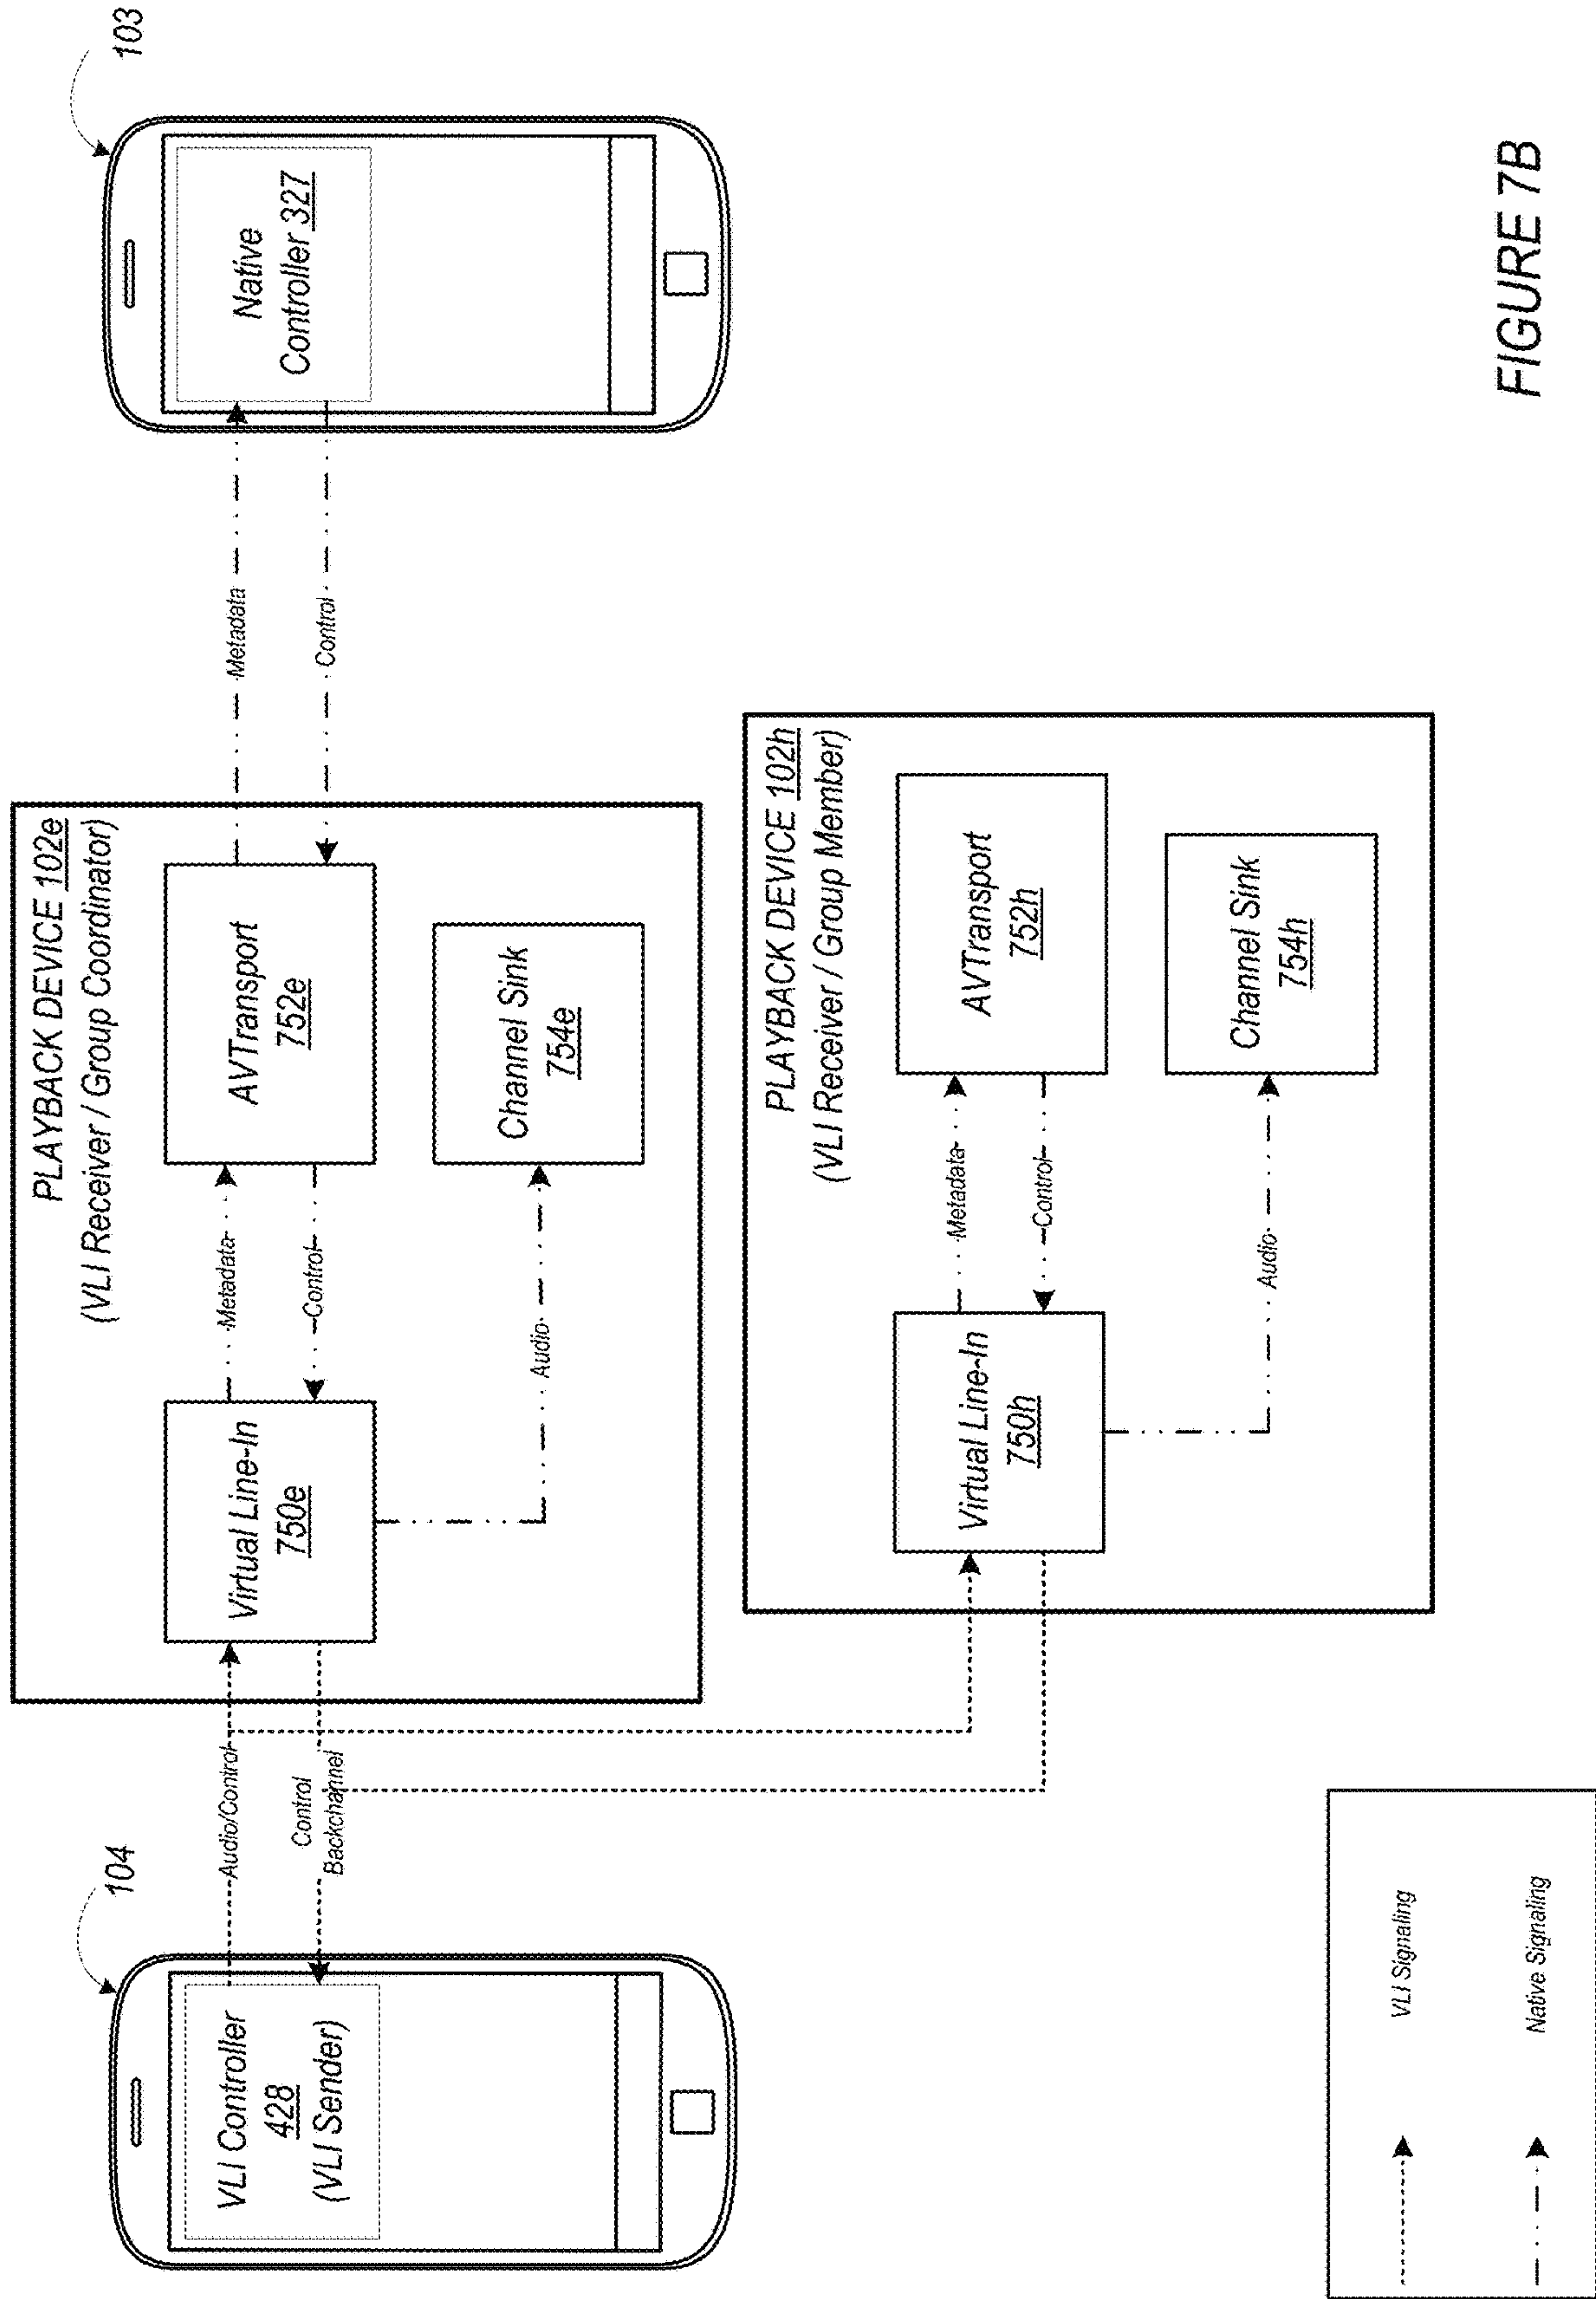 104
VLI Controller
428
(VLI Sender)
Audio/Control
Control
Backchannel
PLAYBACK DEVICE 102e
(VLI Receiver / Group Coordinator)
Virtual Line-In
750e
Metadata
Control
AVTransport
752e
Audio
Channel Sink
754e
Metadata
Control
103
Native
Controller 327
PLAYBACK DEVICE 102h
(VLI Receiver / Group Member)
Virtual Line-In
750h
Metadata
Control
AVTransport
752h
Audio
Channel Sink
754h
VLI Signaling
Native Signaling
FIGURE 7B